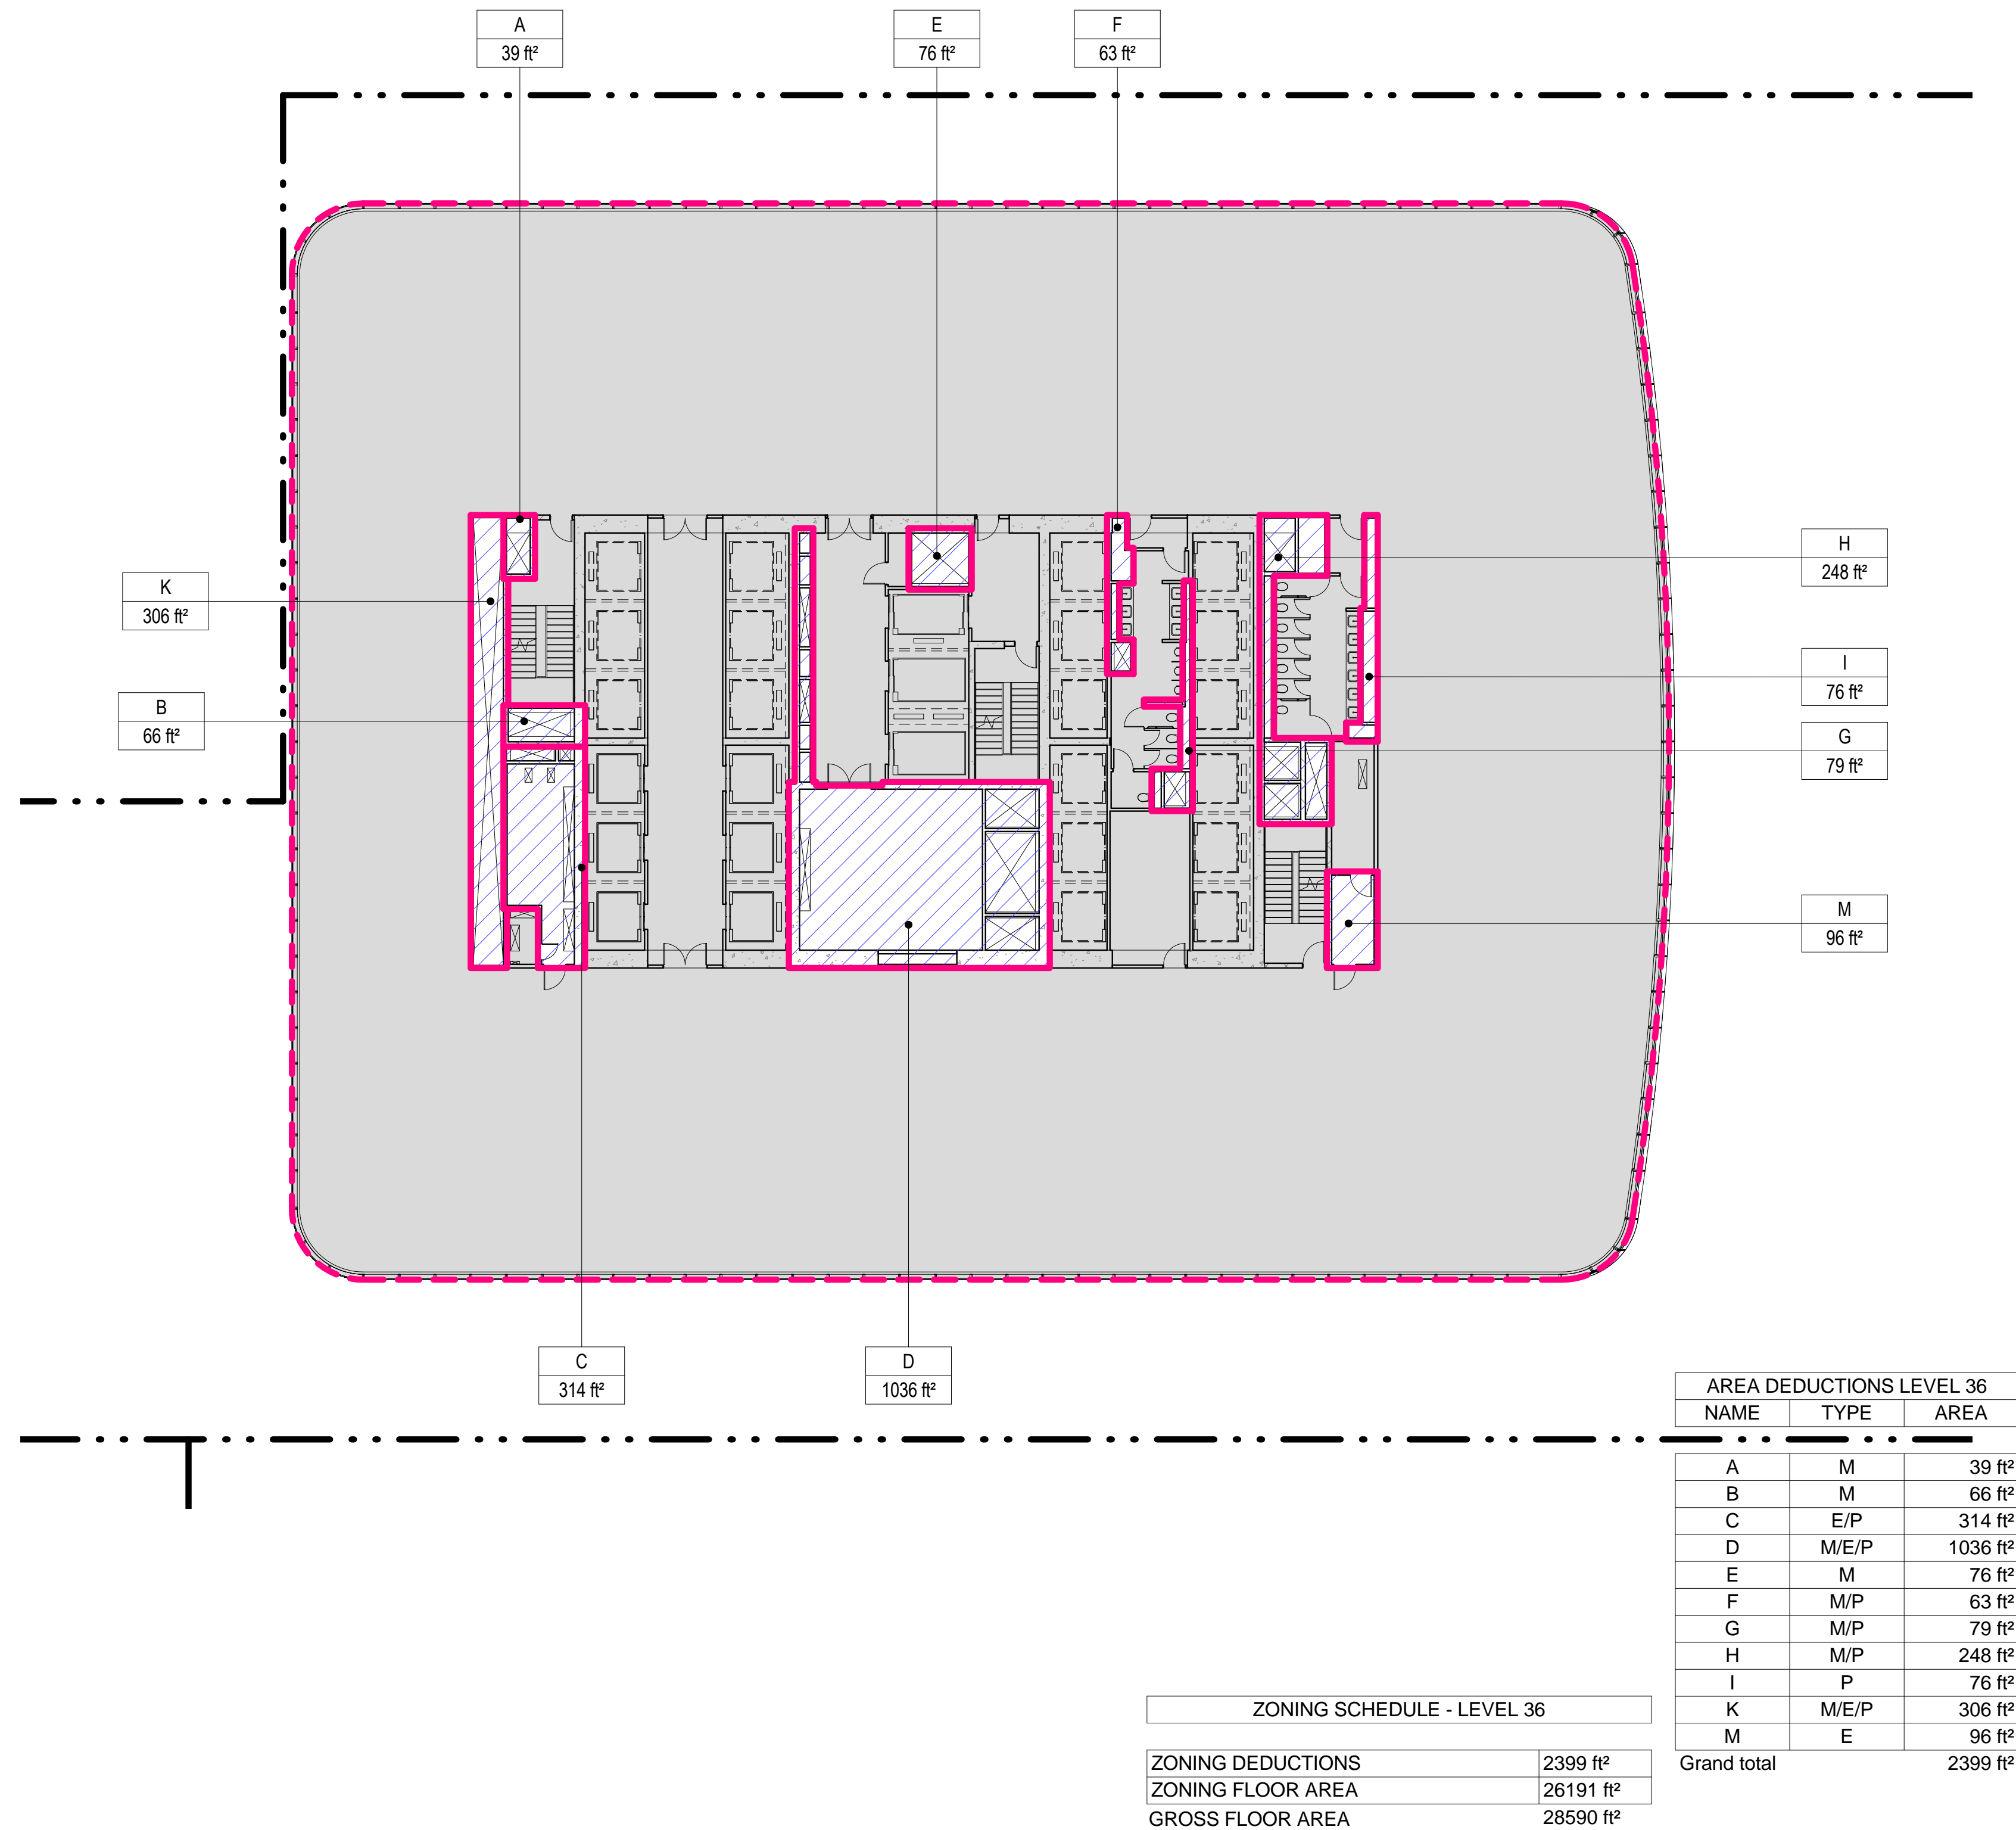 A
39 ft²
E
76 ft²
F
63 ft²
K
306 ft²
B
66 ft²
H
248 ft²
I
76 ft²
G
79 ft²
M
96 ft²
C
314 ft²
D
1036 ft²
AREA DEDUCTIONS LEVEL 36
NAME TYPE AREA
A M 39 ft²
B M 66 ft²
C E/P 314 ft²
D M/E/P 1036 ft²
E M 76 ft²
F M/P 63 ft²
G M/P 79 ft²
H M/P 248 ft²
I P 76 ft²
K M/E/P 306 ft²
M E 96 ft²
Grand total 2399 ft²
ZONING SCHEDULE - LEVEL 36
ZONING DEDUCTIONS 2399 ft²
ZONING FLOOR AREA 26191 ft²
GROSS FLOOR AREA 28590 ft²